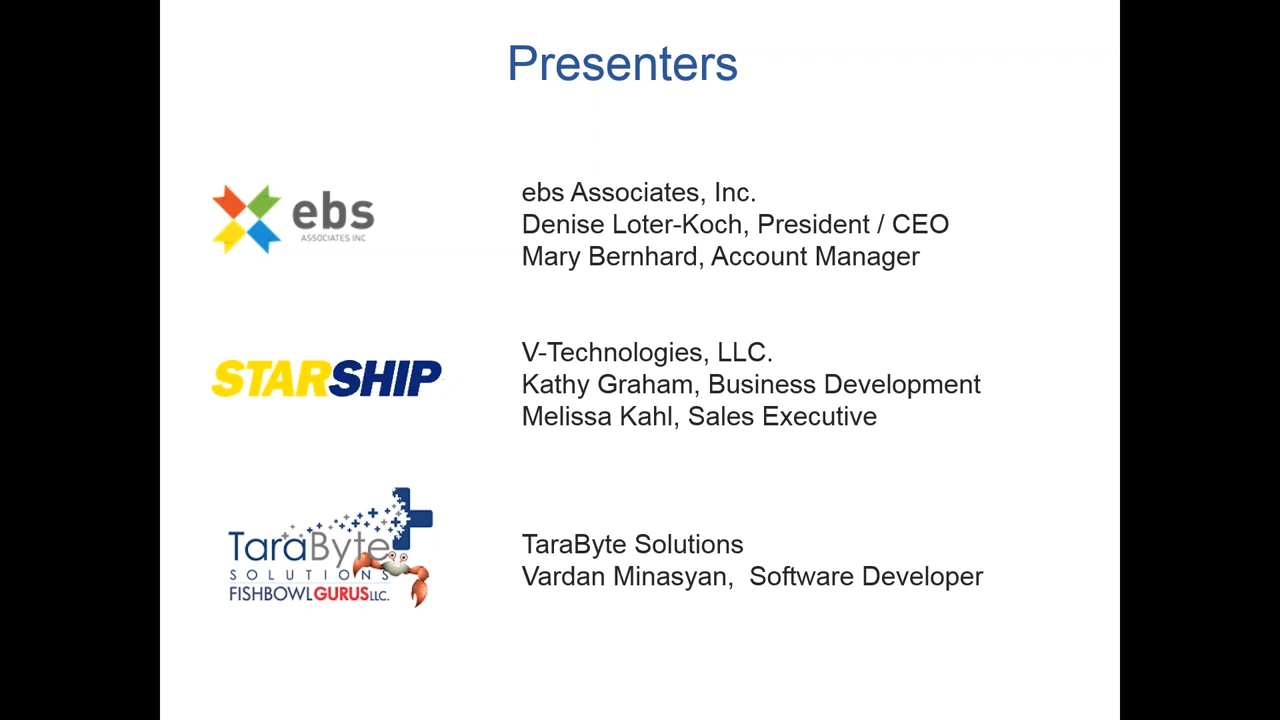 Presenters
ebs
ASSOCIATES INC
ebs Associates, Inc.
Denise Loter-Koch, President / CEO
Mary Bernhard, Account Manager
STARSHIP
V-Technologies, LLC.
Kathy Graham, Business Development
Melissa Kahl, Sales Executive
TaraByte
SOLUTIONS
FISHBOWLGURUSLLC.
TaraByte Solutions
Vardan Minasyan,  Software Developer